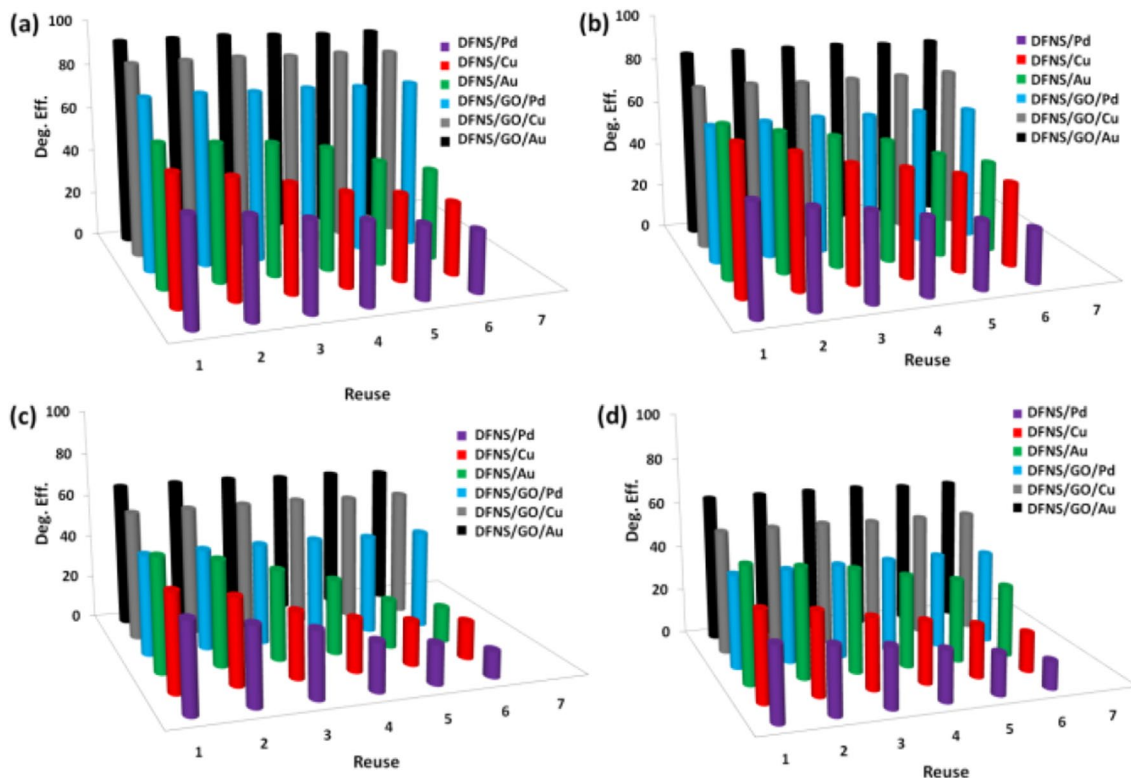 (a)
100
80
60
40
20
0
Deg. Eff.
DFNS/Pd
DFNS/Cu
DFNS/Au
DFNS/GO/Pd
DFNS/GO/Cu
DFNS/GO/Au
1 2 3 4 5 6 7
Reuse
(b)
100
80
60
40
20
0
Deg. Eff.
DFNS/Pd
DFNS/Cu
DFNS/Au
DFNS/GO/Pd
DFNS/GO/Cu
DFNS/GO/Au
1 2 3 4 5 6 7
Reuse
(c)
100
80
60
40
20
0
Deg. Eff.
DFNS/Pd
DFNS/Cu
DFNS/Au
DFNS/GO/Pd
DFNS/GO/Cu
DFNS/GO/Au
1 2 3 4 5 6 7
Reuse
(d)
100
80
60
40
20
0
Deg. Eff.
DFNS/Pd
DFNS/Cu
DFNS/Au
DFNS/GO/Pd
DFNS/GO/Cu
DFNS/GO/Au
1 2 3 4 5 6 7
Reuse